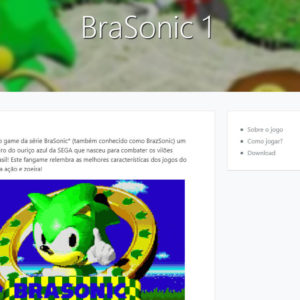 BraSonic 1
game da série BraSonic" (também conhecido como BrazSonic) um
ro do ouriço azul da SEGA que nasceu para combater: os vilões
asil! Este fangame relembra as melhores características dos jogos do
a ação e zoeira!
Sobre o jogo
Como jogar?
Download
BRASONIC